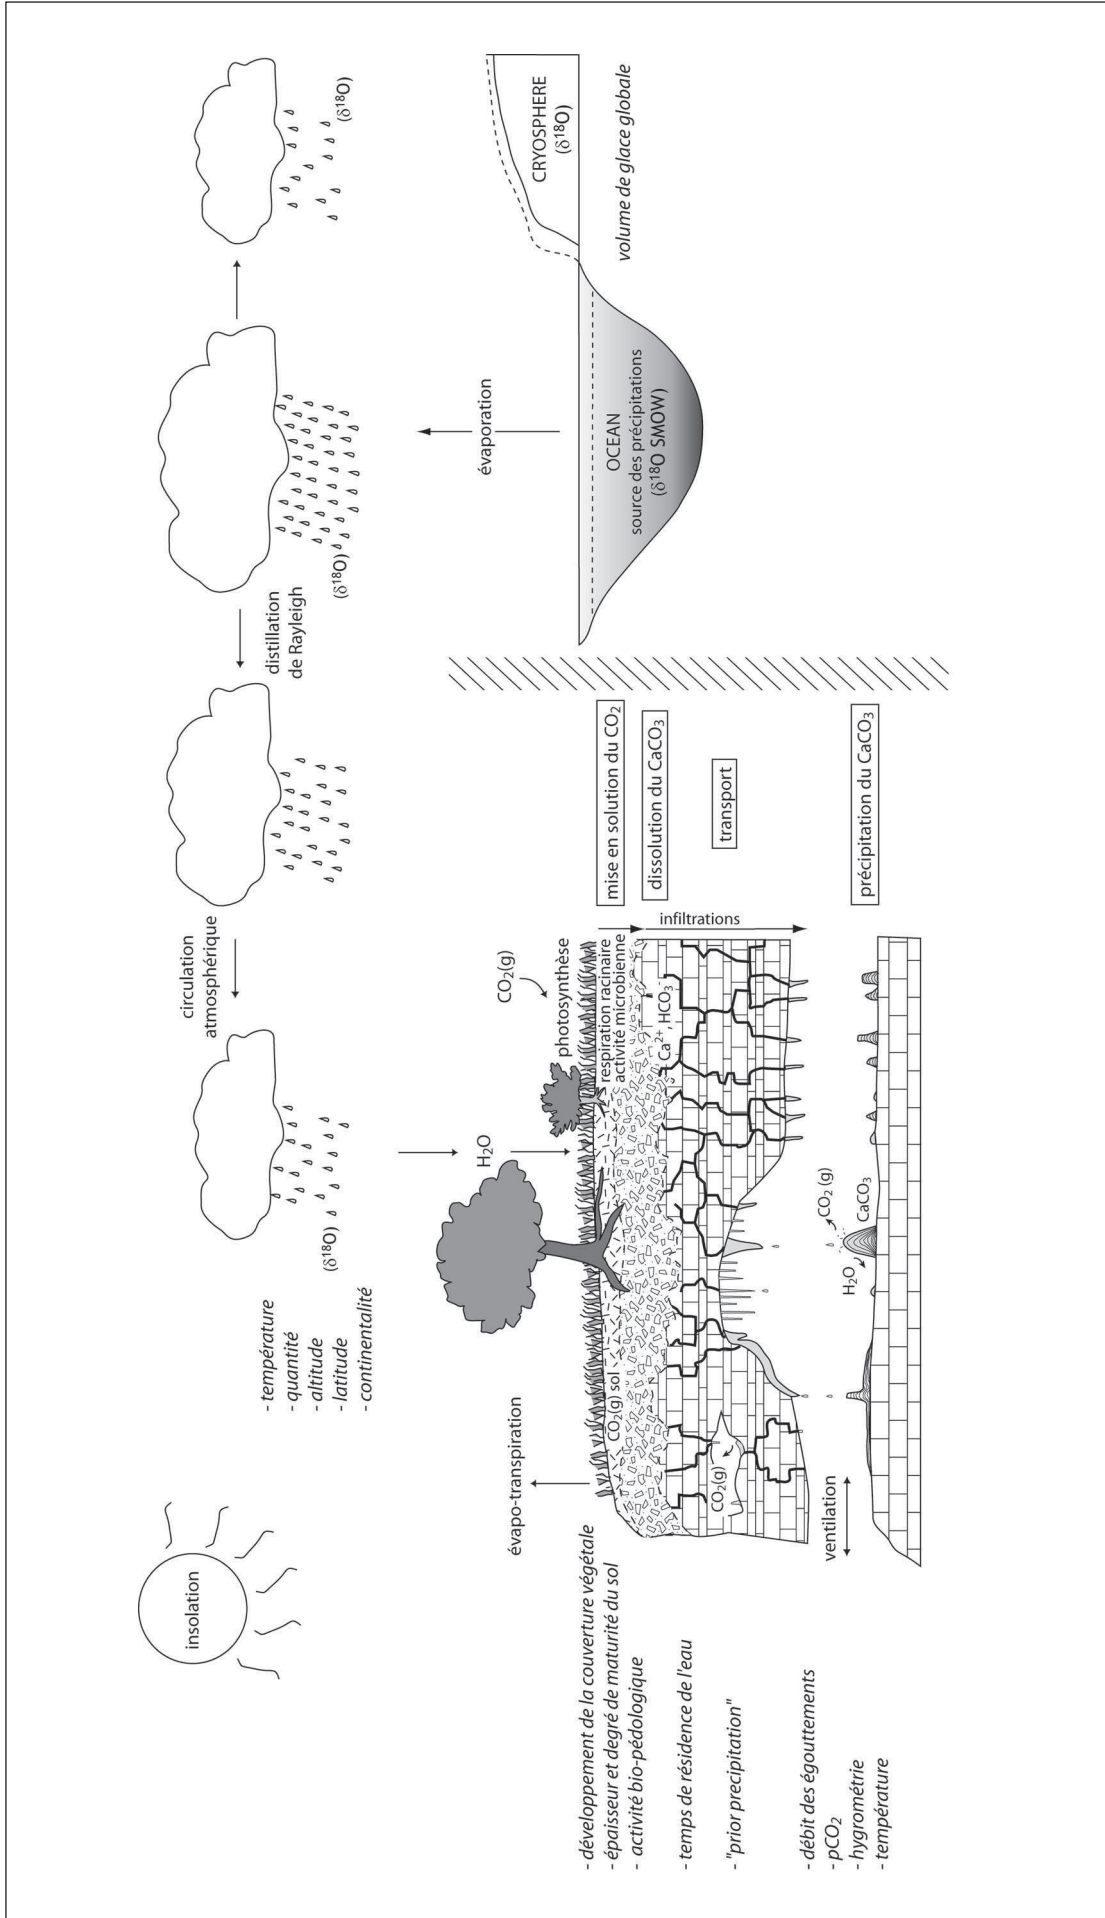 insolation
- température
- quantité
- altitude
- latitude
- continentalité
(δ¹⁸O)
circulation
atmosphérique
distillation
de Rayleigh
(δ¹⁸O)
(δ¹⁸O)
évaporation
CRYOSPHERE
(δ¹⁸O)
volume de glace globale
OCEAN
source des précipitations
(δ¹⁸O SMOW)
évapo-transpiration
H₂O
CO₂(g)
photosynthèse
- développement de la couverture végétale
- épaisseur et degré de maturité du sol
- activité bio-pédologique
CO₂(g) sol
respiration racinaire
activité microbienne
mise en solution du CO₂
dissolution du CaCO₃
Ca²⁺, HCO₃⁻
infiltrations
- temps de résidence de l'eau
- "prior precipitation"
CO₂(g)
transport
- débit des égouttements
- pCO₂
- hygrométrie
- température
ventilation
H₂O
CO₂ (g)
CaCO₃
précipitation du CaCO₃